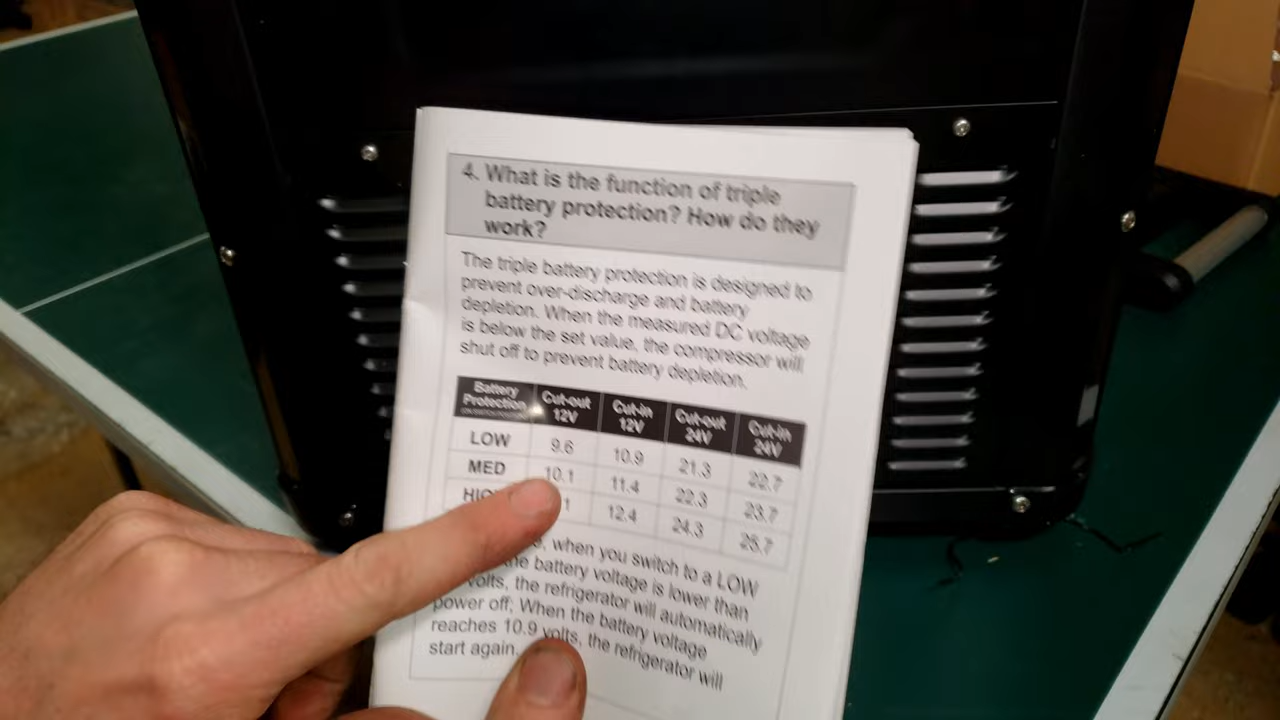 4. What is the function of triple
battery protection? How do they
work?
The triple battery protection is designed to
prevent over-discharge and battery
depletion. When the measured DC voltage
is below the set value, the compressor will
shut off to prevent battery depletion.
Battery Protection Cut-out 12V Cut-in 12V Cut-out 24V Cut-in 24V
LOW 9.6 10.9 21.3 22.7
MED 10.1 11.4 22.3 23.7
12.4 24.3 25.7
when you switch to a LOW
battery voltage is lower than
volts, the refrigerator will automatically
power off; When the battery voltage
reaches 10.9 volts, the refrigerator will
start again.